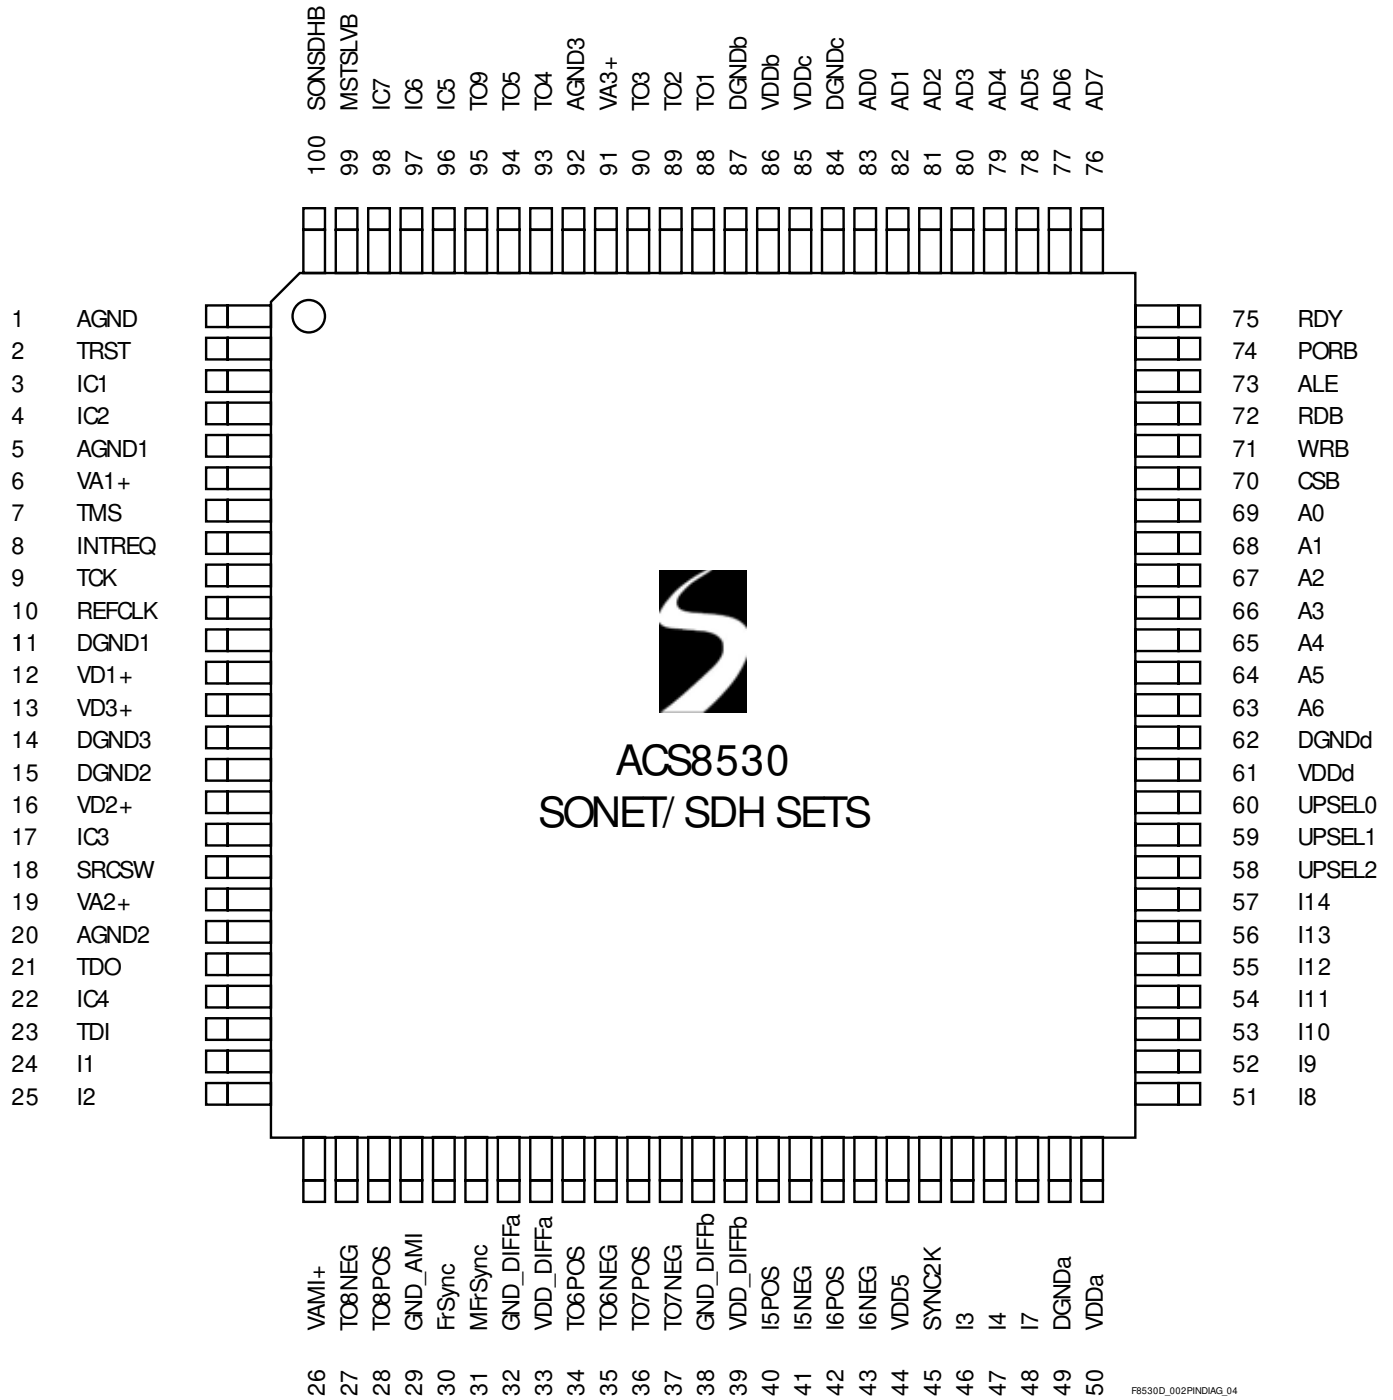 100 SONSDHB
99 MSTSLVB
98 IC7
97 IC6
96 IC5
95 TO9
94 TO5
93 TO4
92 AGND3
91 VA3+
90 TO3
89 TO2
88 TO1
87 DGNDb
86 VDDb
85 VDDc
84 DGNDc
83 AD0
82 AD1
81 AD2
80 AD3
79 AD4
78 AD5
77 AD6
76 AD7
1 AGND
2 TRST
3 IC1
4 IC2
5 AGND1
6 VA1+
7 TMS
8 INTREQ
9 TCK
10 REFCLK
11 DGND1
12 VD1+
13 VD3+
14 DGND3
15 DGND2
16 VD2+
17 IC3
18 SRCSW
19 VA2+
20 AGND2
21 TDO
22 IC4
23 TDI
24 I1
25 I2
ACS8530
SONET/ SDH SETS
75 RDY
74 PORB
73 ALE
72 RDB
71 WRB
70 CSB
69 A0
68 A1
67 A2
66 A3
65 A4
64 A5
63 A6
62 DGNDd
61 VDDd
60 UPSEL0
59 UPSEL1
58 UPSEL2
57 I14
56 I13
55 I12
54 I11
53 I10
52 I9
51 I8
26 VAMI+
27 TO8NEG
28 TO8POS
29 GND_AMI
30 FrSync
31 MFrSync
32 GND_DIFFa
33 VDD_DIFFa
34 TO6POS
35 TO6NEG
36 TO7POS
37 TO7NEG
38 GND_DIFFb
39 VDD_DIFFb
40 I5POS
41 I5NEG
42 I6POS
43 I6NEG
44 VDD5
45 SYNC2K
46 I3
47 I4
48 I7
49 DGNDa
50 VDDa
F8530D_002PINDIAG_04